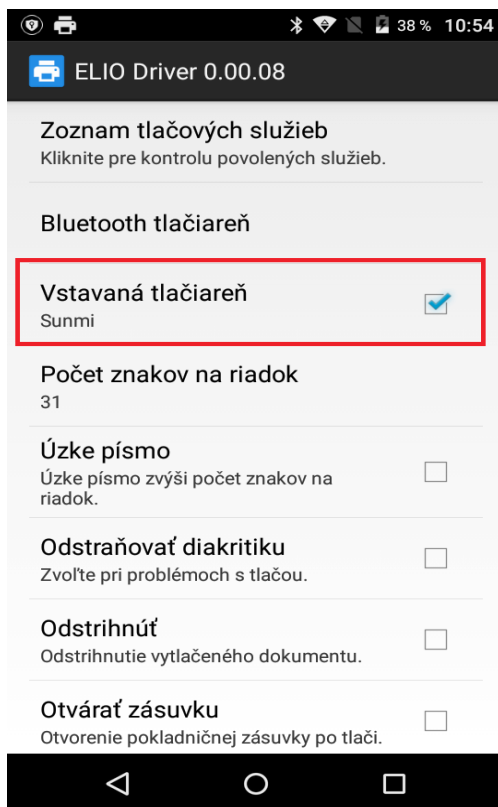 38 % 10:54
ELIO Driver 0.00.08
Zoznam tlačových služieb
Kliknite pre kontrolu povolených služieb.
Bluetooth tlačiareň
Vstavaná tlačiareň
Sunmi
Počet znakov na riadok
31
Úzke písmo
Úzke písmo zvýši počet znakov na
riadok.
Odstraňovať diakritiku
Zvoľte pri problémoch s tlačou.
Odstrihnúť
Odstrihnutie vytlačeného dokumentu.
Otvárať zásuvku
Otvorenie pokladničnej zásuvky po tlači.